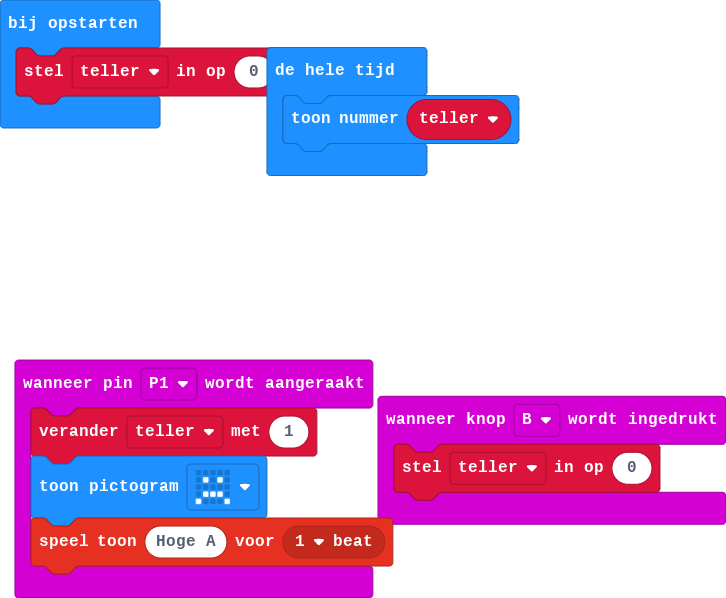 bij opstarten
stel teller in op 0
de hele tijd
toon nummer teller
wanneer pin P1 wordt aangeraakt
verander teller met 1
toon pictogram
speel toon Hoge A voor 1 beat
wanneer knop B wordt ingedrukt
stel teller in op 0